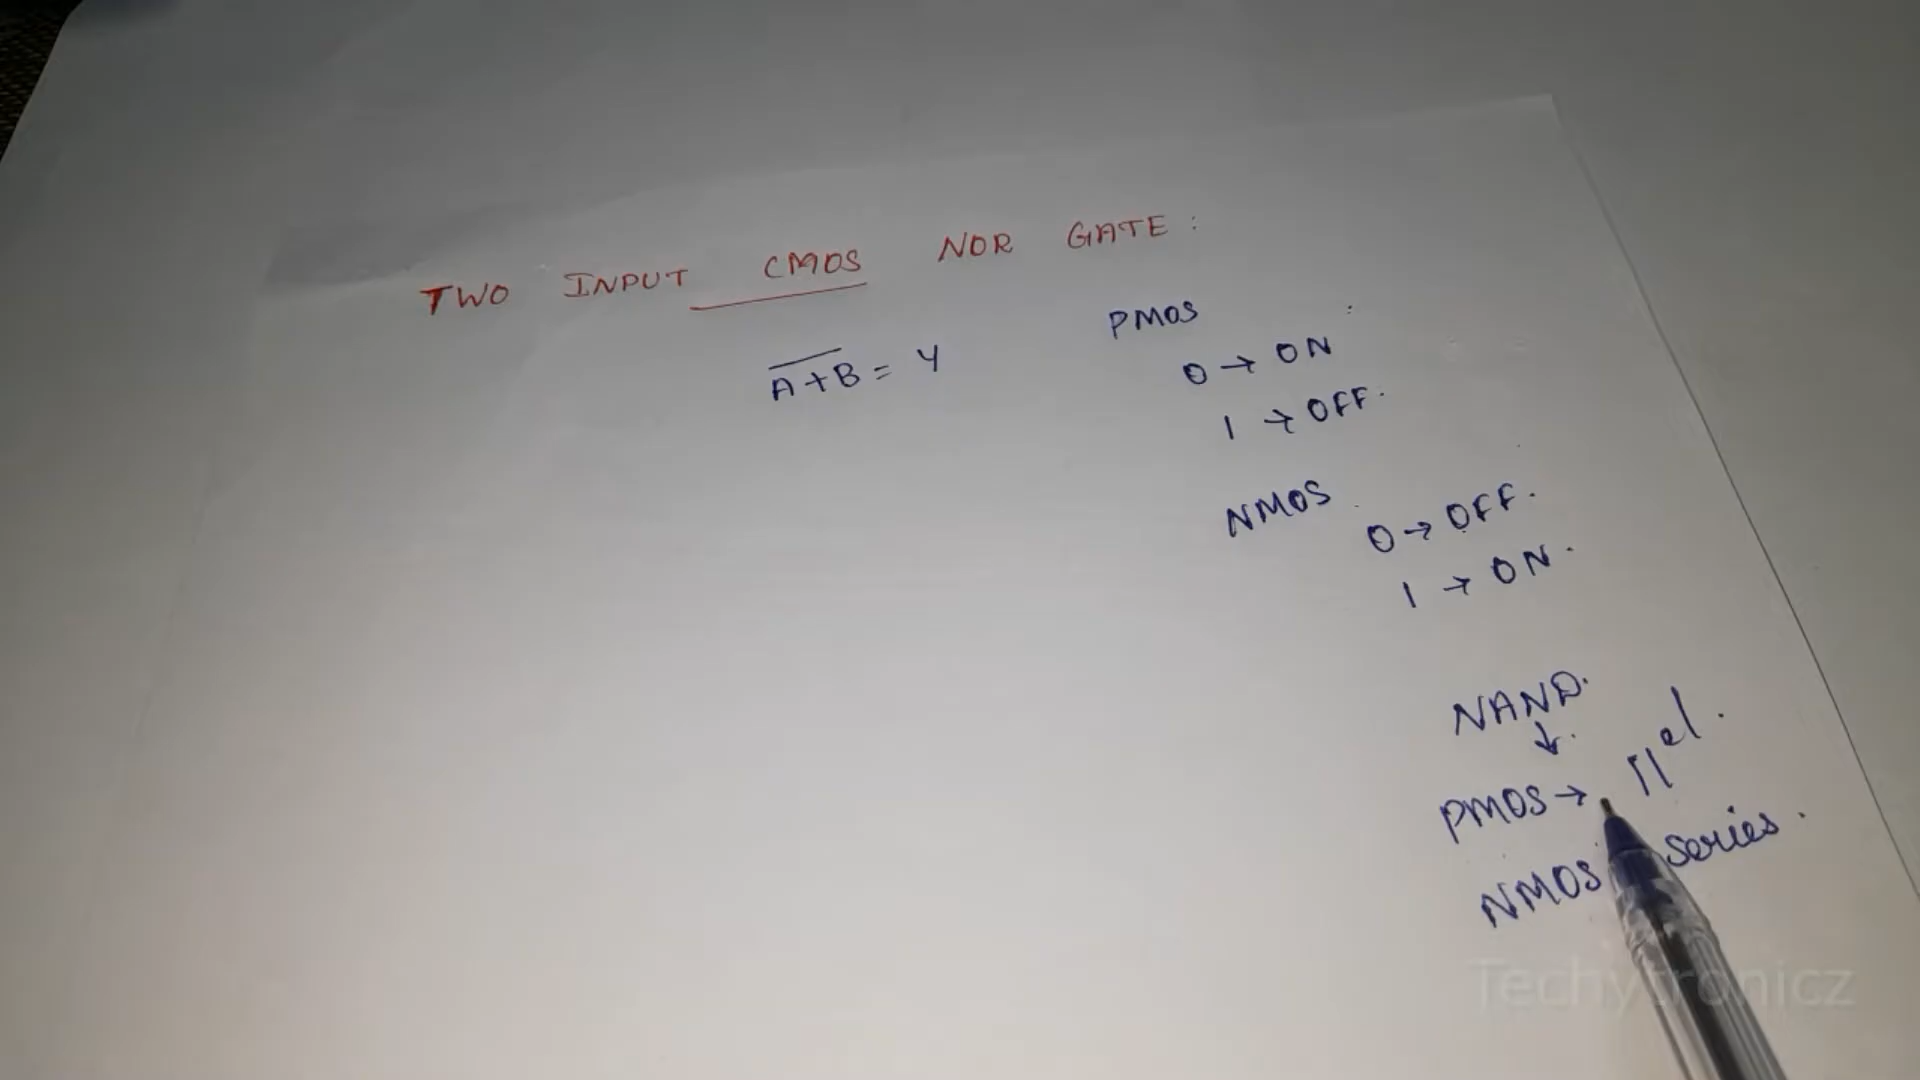 TWO INPUT CMOS NOR GATE :
A+B = Y
PMOS
0 → ON
1 → OFF.
NMOS
0 → OFF.
1 → ON.
NAND.
↓.
PMOS → ||el.
NMOS series.
Techytronicz